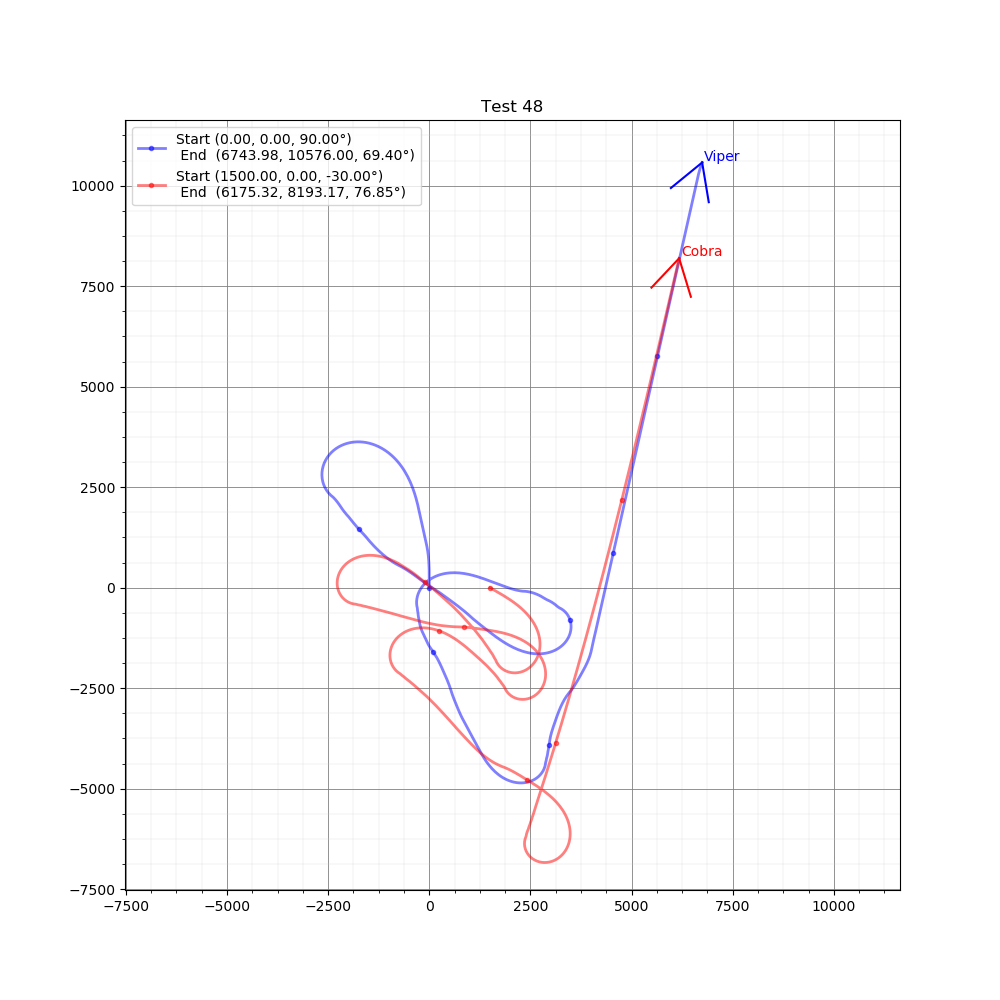 Test 48
Start (0.00, 0.00, 90.00°)
End  (6743.98, 10576.00, 69.40°)
Start (1500.00, 0.00, -30.00°)
End  (6175.32, 8193.17, 76.85°)
Viper
Cobra
10000
7500
5000
2500
0
−2500
−5000
−7500
−7500 −5000 −2500 0 2500 5000 7500 10000